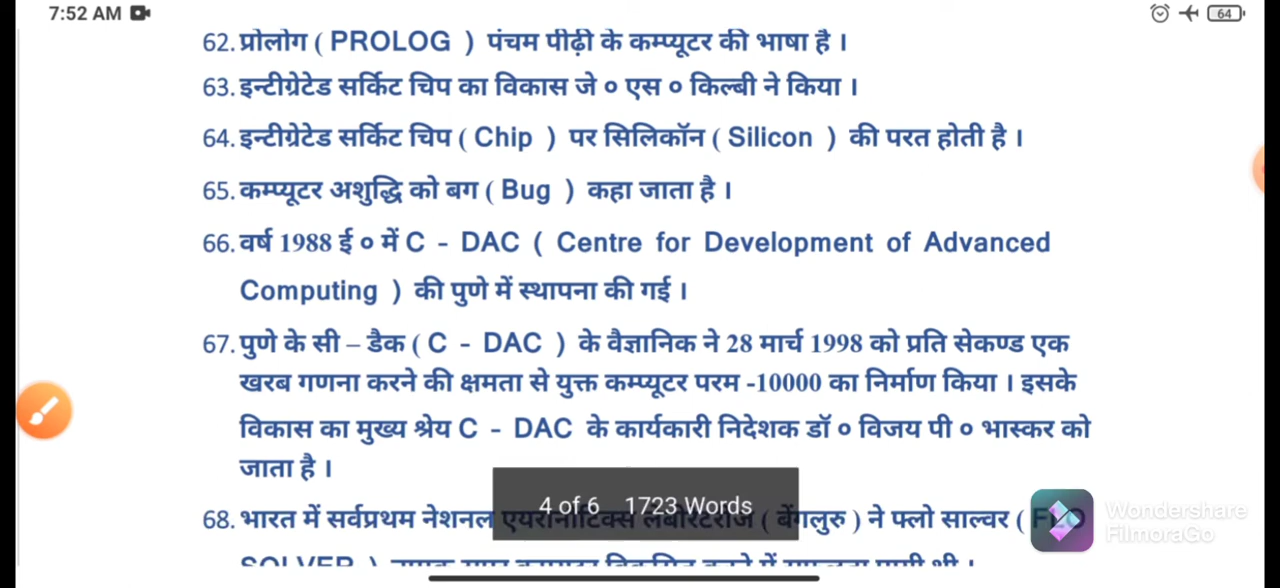 7:52 AM
64
62. प्रोलोग ( PROLOG ) पंचम पीढ़ी के कम्प्यूटर की भाषा है ।
63. इन्टीग्रेटेड सर्किट चिप का विकास जे ० एस ० किल्बी ने किया ।
64. इन्टीग्रेटेड सर्किट चिप ( Chip ) पर सिलिकॉन ( Silicon ) की परत होती है ।
65. कम्प्यूटर अशुद्धि को बग ( Bug ) कहा जाता है ।
66. वर्ष 1988 ई ० में C - DAC ( Centre for Development of Advanced
Computing ) की पुणे में स्थापना की गई ।
67. पुणे के सी – डैक ( C - DAC ) के वैज्ञानिक ने 28 मार्च 1998 को प्रति सेकण्ड एक
खरब गणना करने की क्षमता से युक्त कम्प्यूटर परम -10000 का निर्माण किया । इसके
विकास का मुख्य श्रेय C - DAC के कार्यकारी निदेशक डॉ ० विजय पी ० भास्कर को
जाता है ।
4 of 6 1723 Words
68. भारत में सर्वप्रथम नेशनल एयरोनॉटिक्स लेबोरेटरीज ( बेंगलुरु ) ने फ्लो साल्वर (
SOLVER )
Wondershare
FilmoraGo